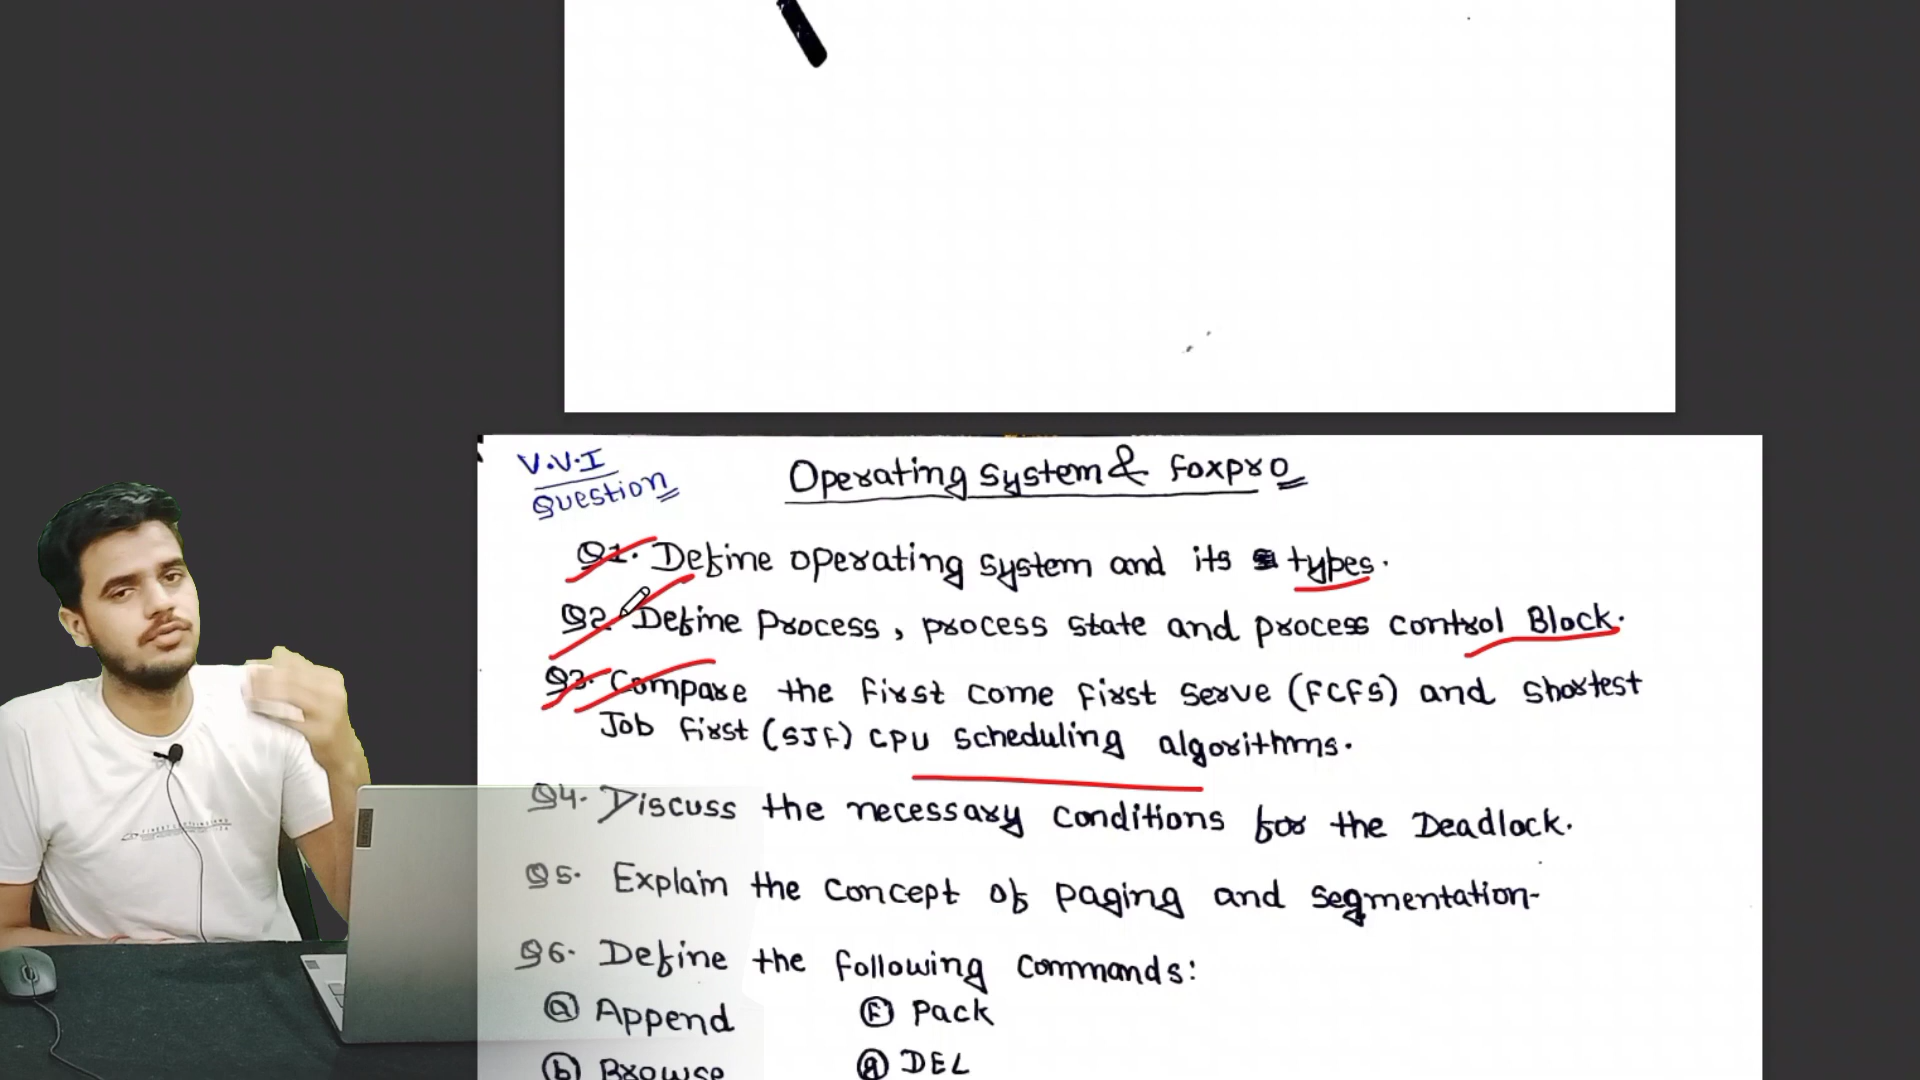 V.V.I
Question
Operating System & Foxpro
Q1. Define operating system and its types.
Q2. Define Process, process state and process control Block.
Q3. Compare the First Come First Serve (FCFS) and Shortest
Job First (SJF) CPU Scheduling algorithms.
Q4. Discuss the necessary conditions for the Deadlock.
Q5. Explain the Concept of paging and segmentation-
Q6. Define the following Commands:
(a) Append (F) Pack
(b) Browse (g) DEL